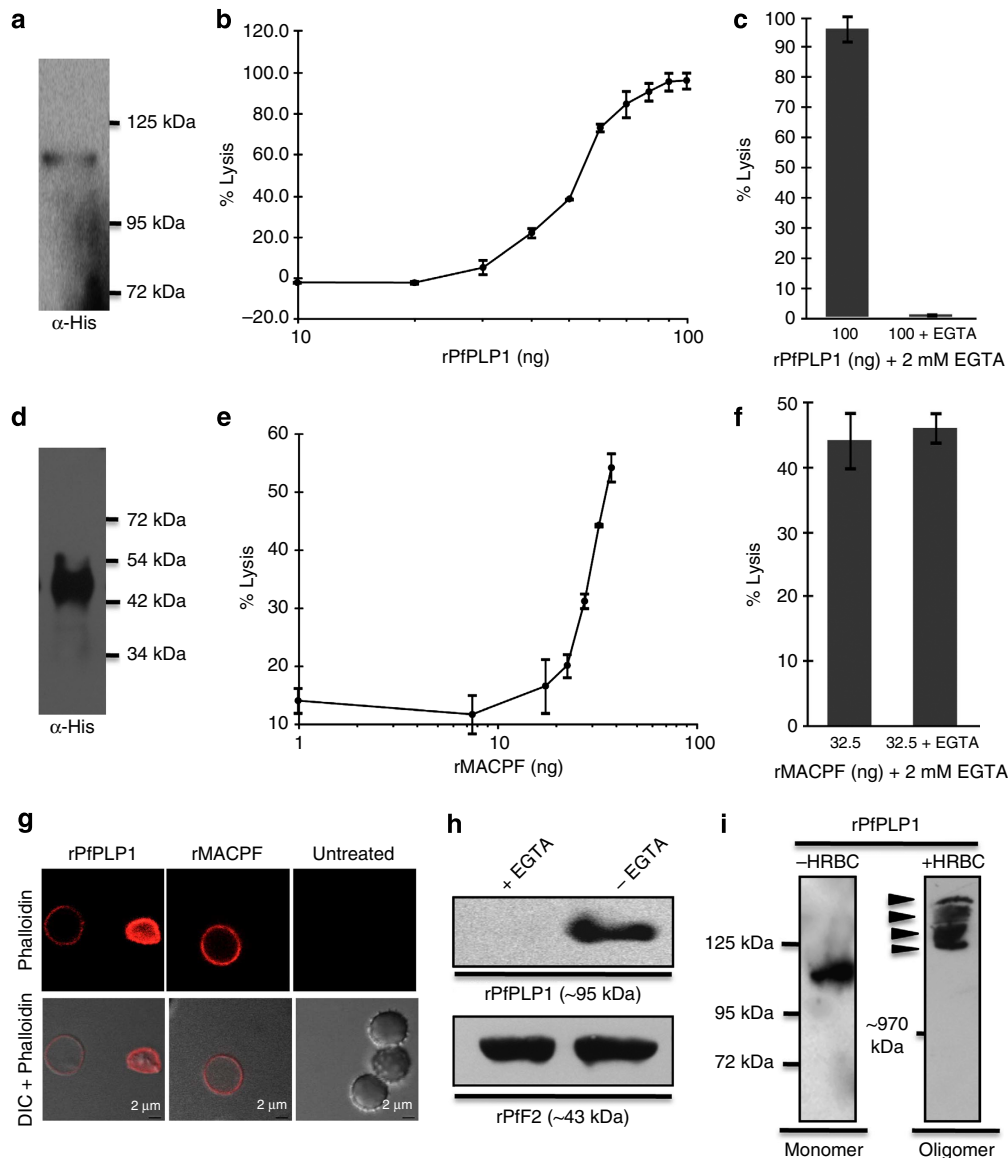 a
125 kDa
95 kDa
72 kDa
α-His
b
120.0
100.0
80.0
60.0
40.0
20.0
0
–20.0
% Lysis
10
100
rPfPLP1 (ng)
c
100
90
80
70
60
50
40
30
20
10
0
% Lysis
100
100 + EGTA
rPfPLP1 (ng) + 2 mM EGTA
d
72 kDa
54 kDa
42 kDa
34 kDa
α-His
e
60
50
40
30
20
10
% Lysis
1
10
100
rMACPF (ng)
f
50
40
30
20
10
0
% Lysis
32.5
32.5 + EGTA
rMACPF (ng) + 2 mM EGTA
g
rPfPLP1
rMACPF
Untreated
Phalloidin
DIC + Phalloidin
2 μm
2 μm
2 μm
h
+ EGTA
– EGTA
rPfPLP1 (~95 kDa)
rPfF2 (~43 kDa)
i
rPfPLP1
–HRBC
+HRBC
125 kDa
95 kDa
72 kDa
~970
kDa
Monomer
Oligomer